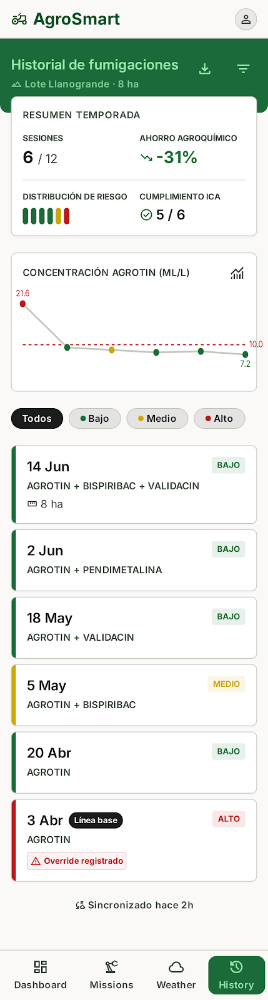 AgroSmart
Historial de fumigaciones
Lote Llanogrande · 8 ha
RESUMEN TEMPORADA
SESIONES
6 / 12
AHORRO AGROQUÍMICO
-31%
DISTRIBUCIÓN DE RIESGO
CUMPLIMIENTO ICA
5 / 6
CONCENTRACIÓN AGROTIN (ML/L)
21.6
10.0
7.2
Todos
Bajo
Medio
Alto
14 Jun
BAJO
AGROTIN + BISPIRIBAC + VALIDACIN
8 ha
2 Jun
BAJO
AGROTIN + PENDIMETALINA
18 May
BAJO
AGROTIN + VALIDACIN
5 May
MEDIO
AGROTIN + BISPIRIBAC
20 Abr
BAJO
AGROTIN
3 Abr
Línea base
ALTO
AGROTIN
Override registrado
Sincronizado hace 2h
Dashboard
Missions
Weather
History